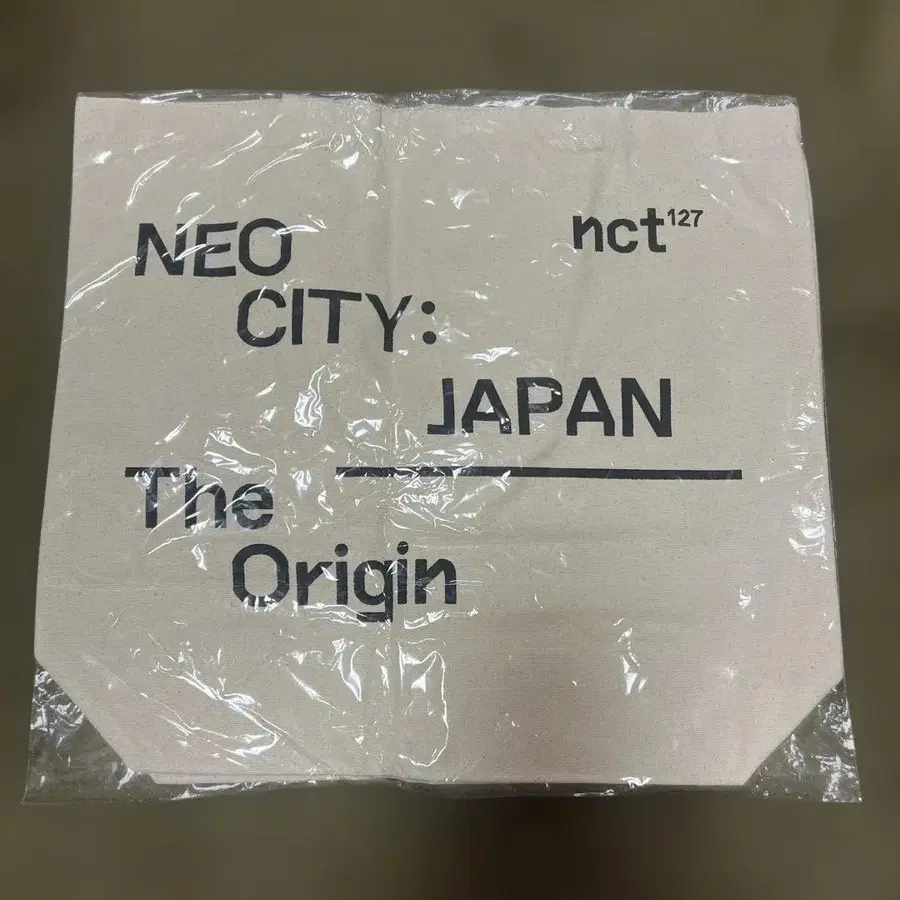 NEO
nct127
CITY:
JAPAN
The
Origin